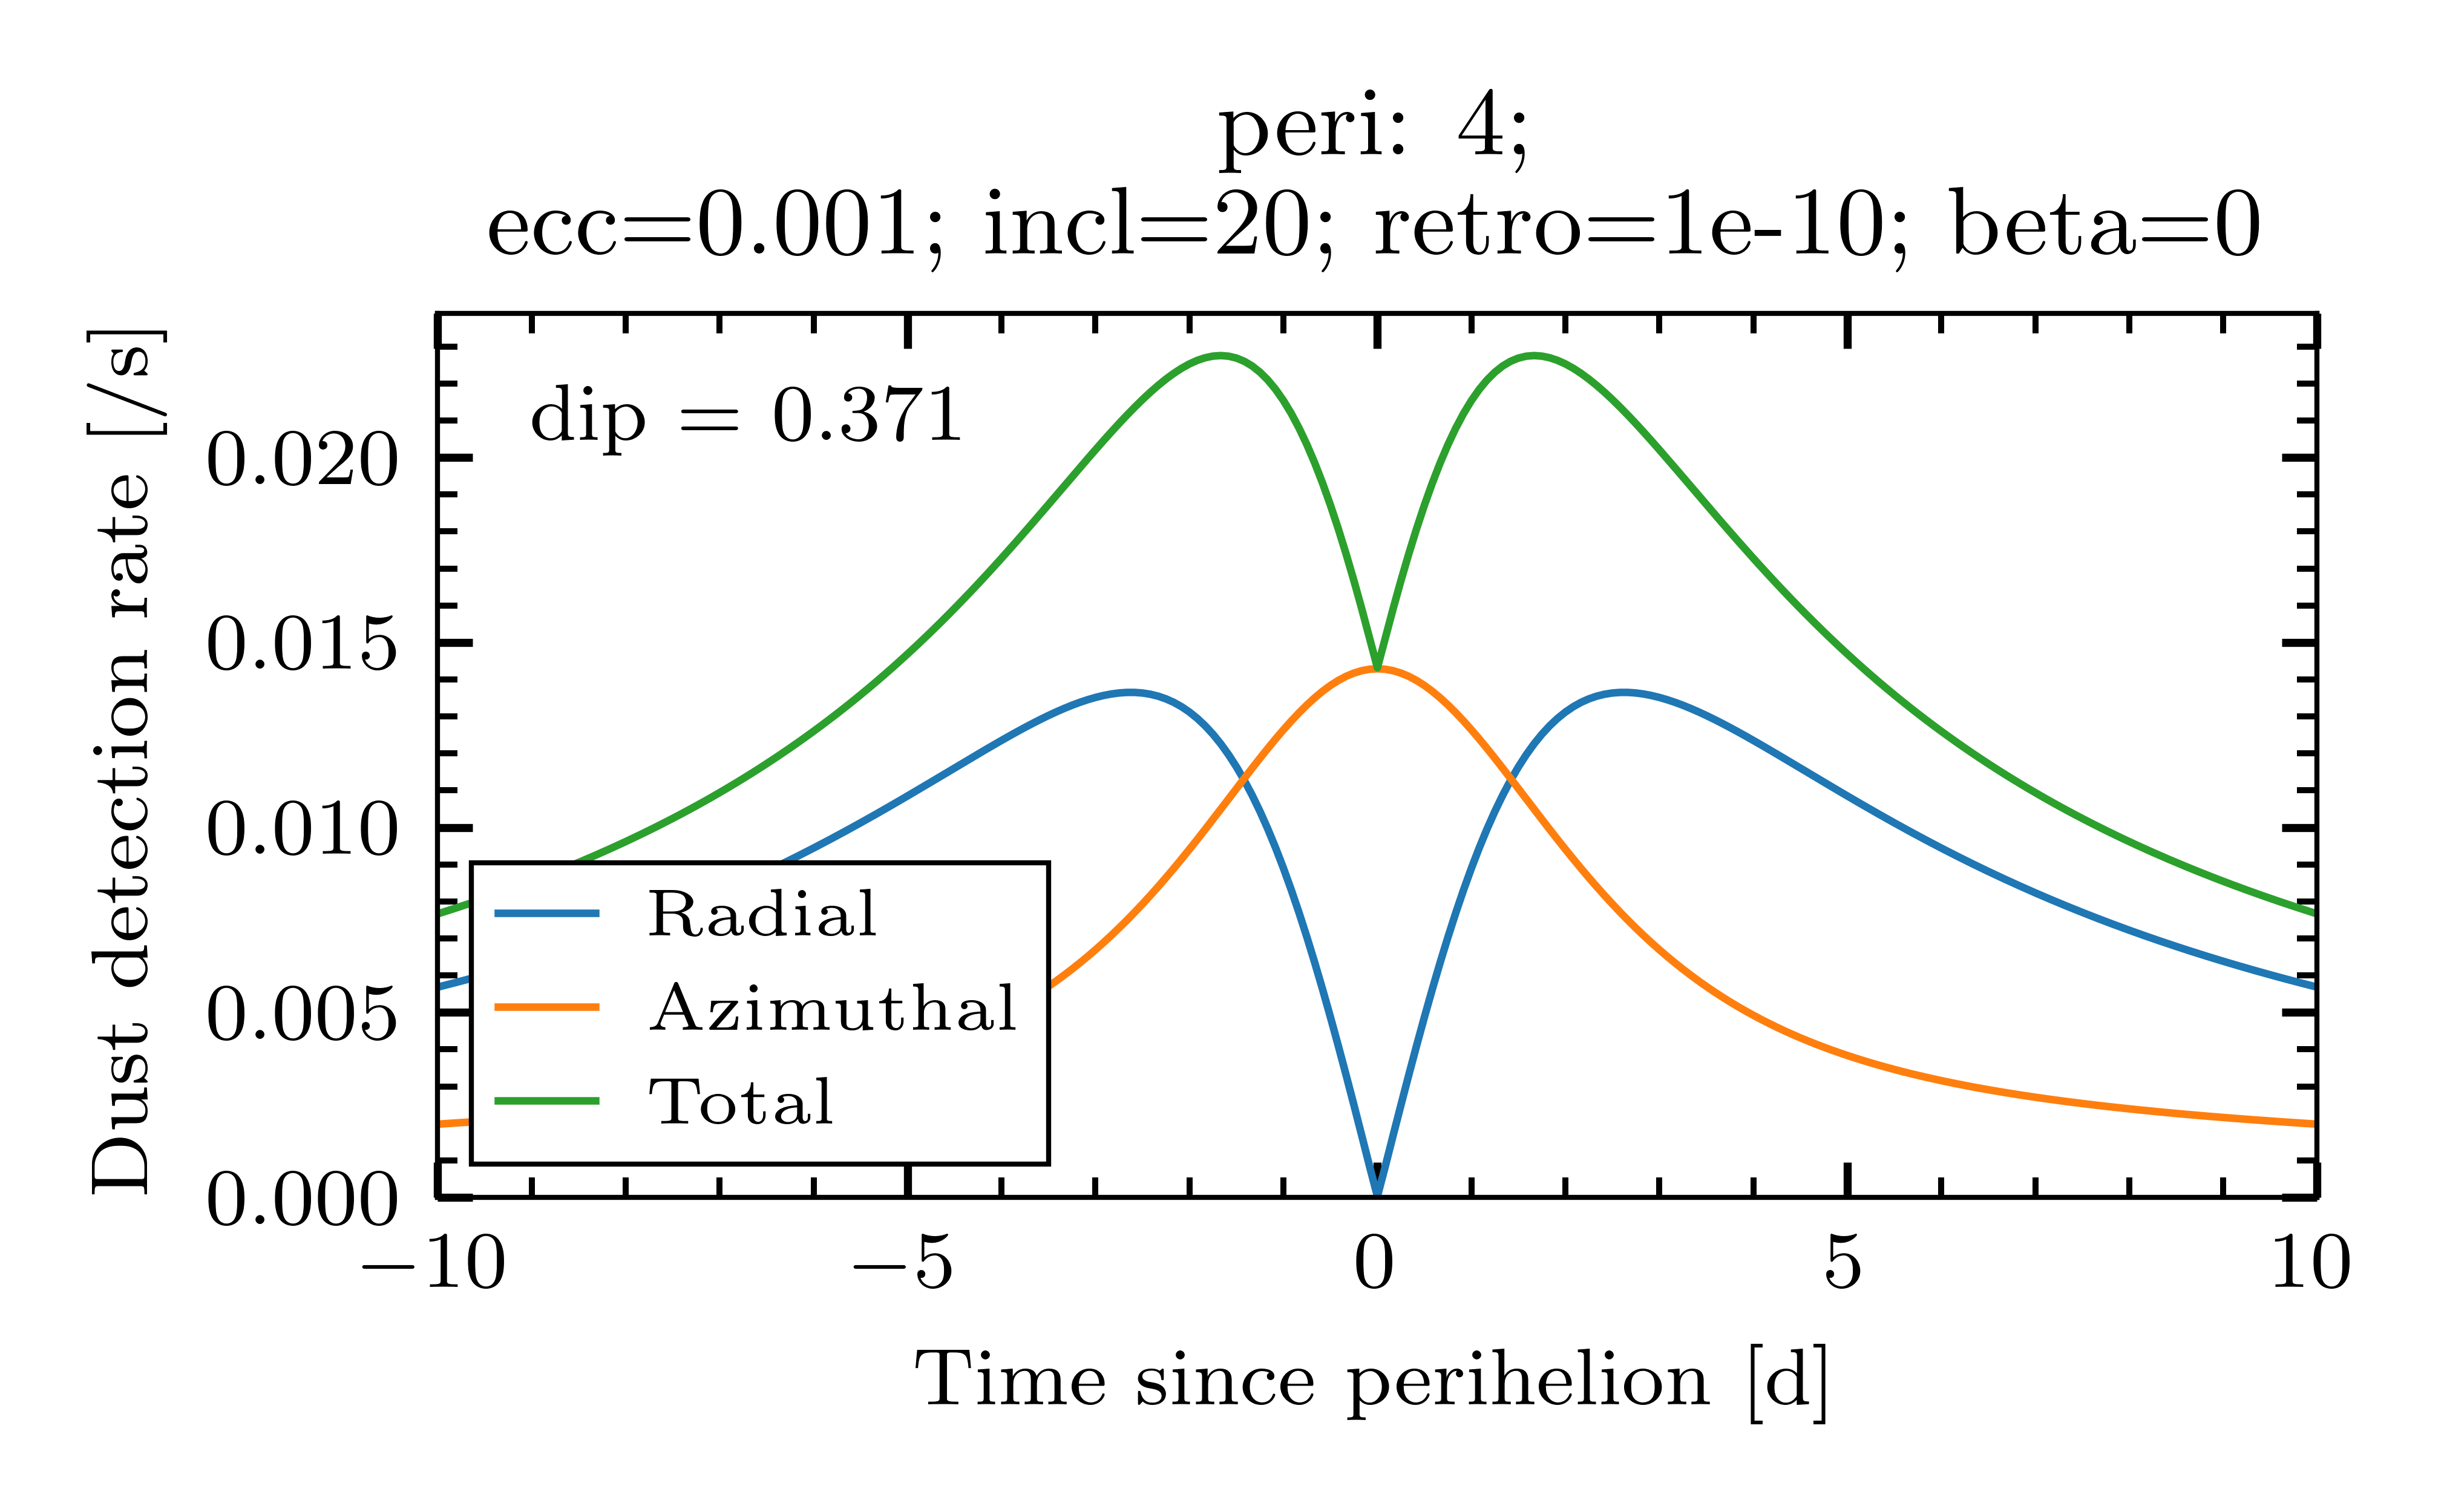 peri: 4;
ecc=0.001; incl=20; retro=1e-10; beta=0
Dust detection rate [/s]
dip = 0.371
0.020
0.015
0.010
0.005
0.000
Radial
Azimuthal
Total
−10
−5
0
5
10
Time since perihelion [d]